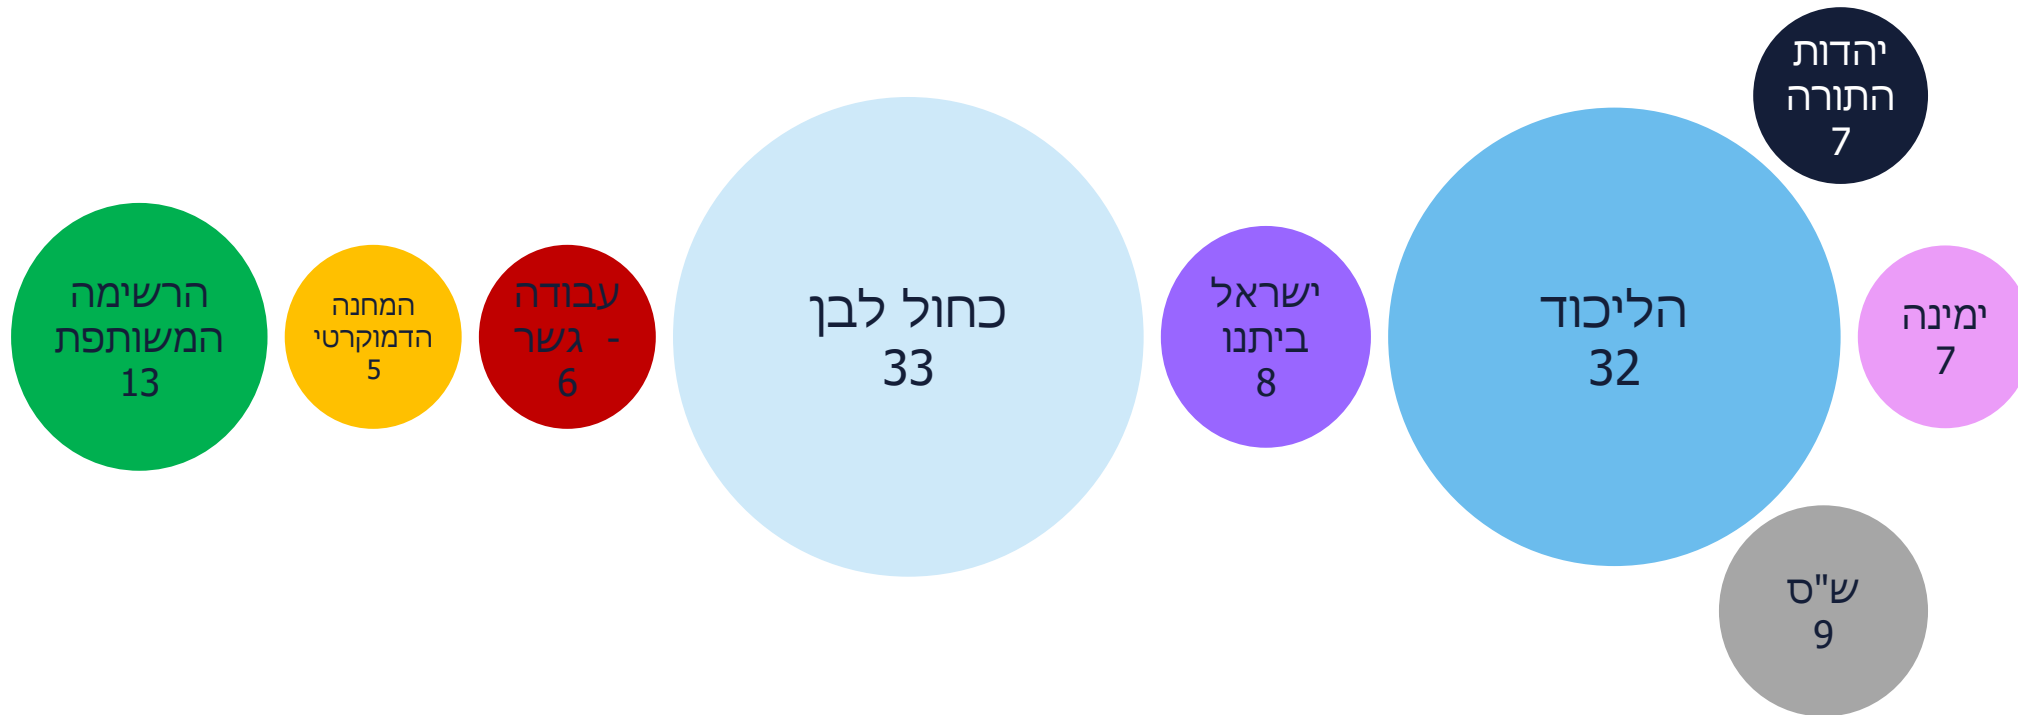 יהדות
התורה
7
ימינה
7
הליכוד
32
ש"ס
9
ישראל
ביתנו
8
כחול לבן
33
עבודה
- גשר
6
המחנה
הדמוקרטי
5
הרשימה
המשותפת
13